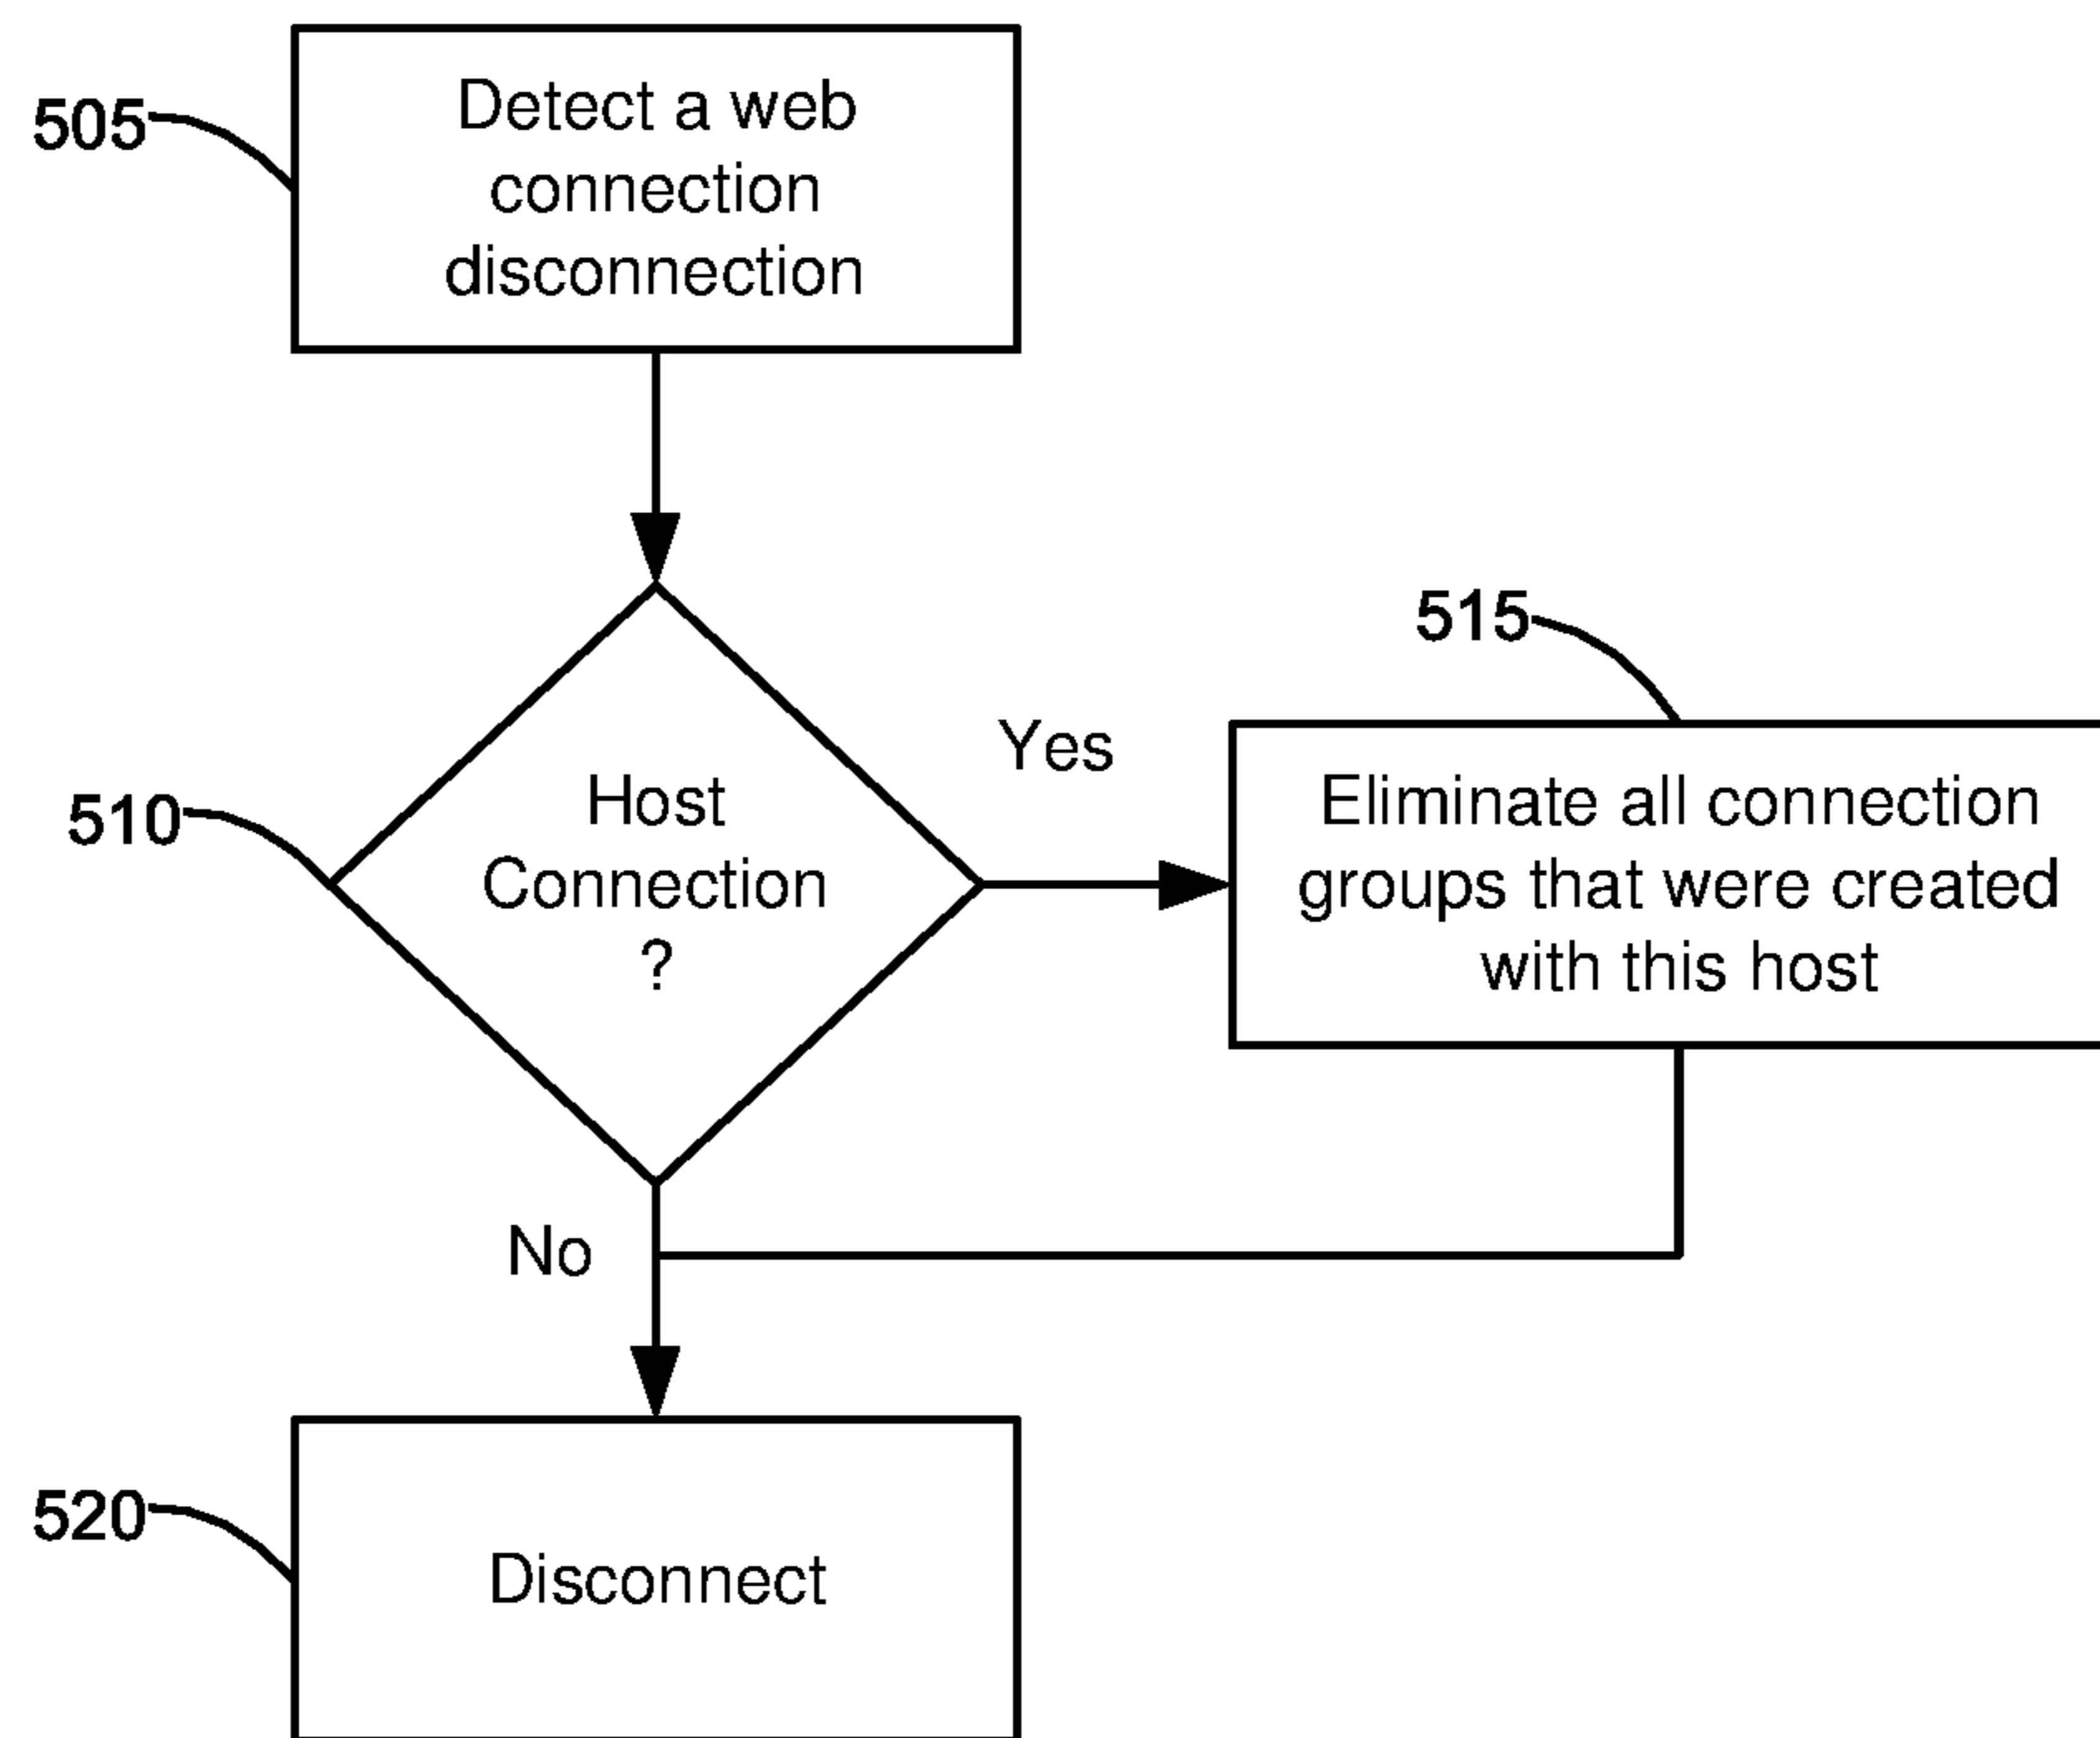 505
Detect a web
connection
disconnection
510
Host
Connection
?
Yes
515
Eliminate all connection
groups that were created
with this host
No
520
Disconnect